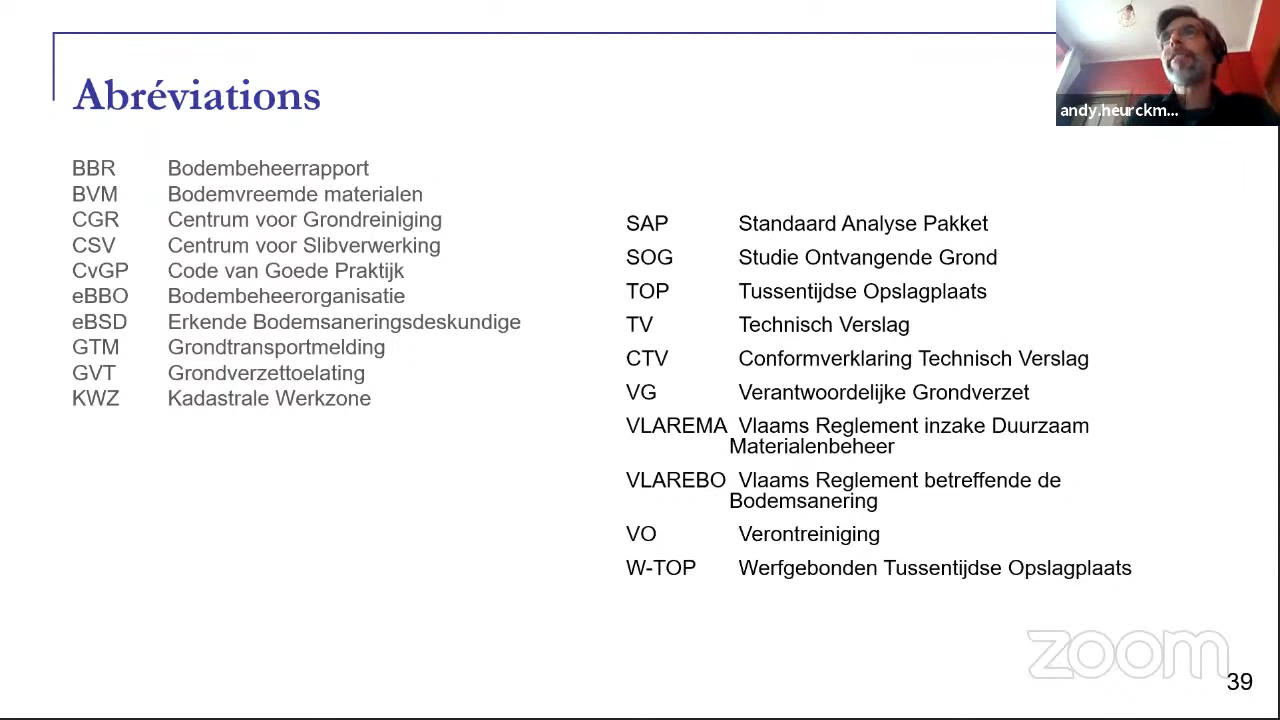 Abréviations
andy.heurckm...
BBR Bodembeheerrapport
BVM Bodemvreemde materialen
CGR Centrum voor Grondreiniging
CSV Centrum voor Slibverwerking
CvGP Code van Goede Praktijk
eBBO Bodembeheerorganisatie
eBSD Erkende Bodemsaneringsdeskundige
GTM Grondtransportmelding
GVT Grondverzettoelating
KWZ Kadastrale Werkzone
SAP Standaard Analyse Pakket
SOG Studie Ontvangende Grond
TOP Tussentijdse Opslagplaats
TV Technisch Verslag
CTV Conformverklaring Technisch Verslag
VG Verantwoordelijke Grondverzet
VLAREMA Vlaams Reglement inzake Duurzaam
Materialenbeheer
VLAREBO Vlaams Reglement betreffende de
Bodemsanering
VO Verontreiniging
W-TOP Werfgebonden Tussentijdse Opslagplaats
zoom
39